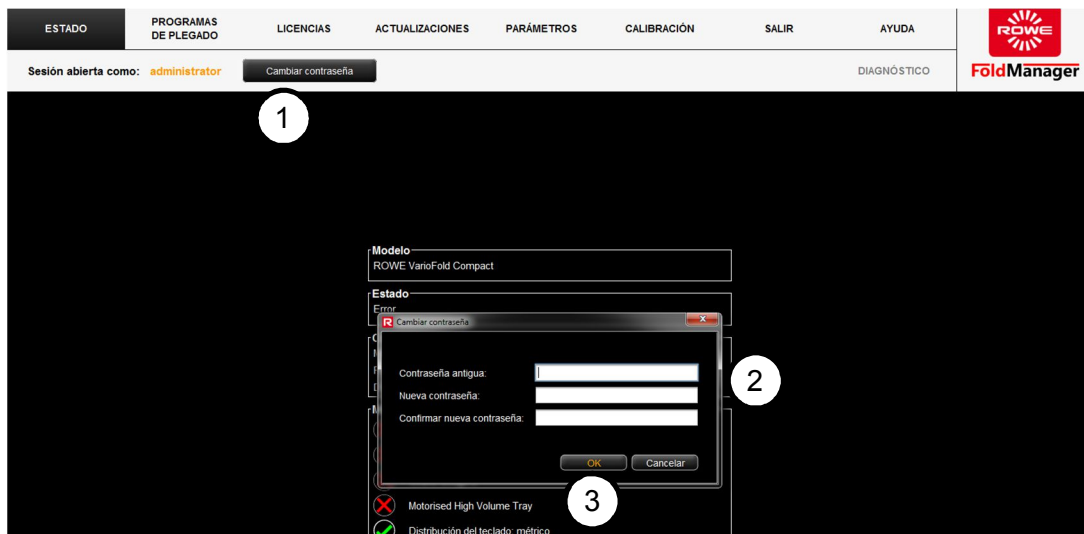 ESTADO
PROGRAMAS
DE PLEGADO
LICENCIAS
ACTUALIZACIONES
PARÁMETROS
CALIBRACIÓN
SALIR
AYUDA
ROWE
Sesión abierta como: administrator
Cambiar contraseña
DIAGNÓSTICO
FoldManager
1
Modelo
ROWE VarioFold Compact
Estado
Error
R Cambiar contraseña
x
Contraseña antigua:
2
Nueva contraseña:
Confirmar nueva contraseña:
OK
Cancelar
3
Motorised High Volume Tray
Distribución del teclado: métrico